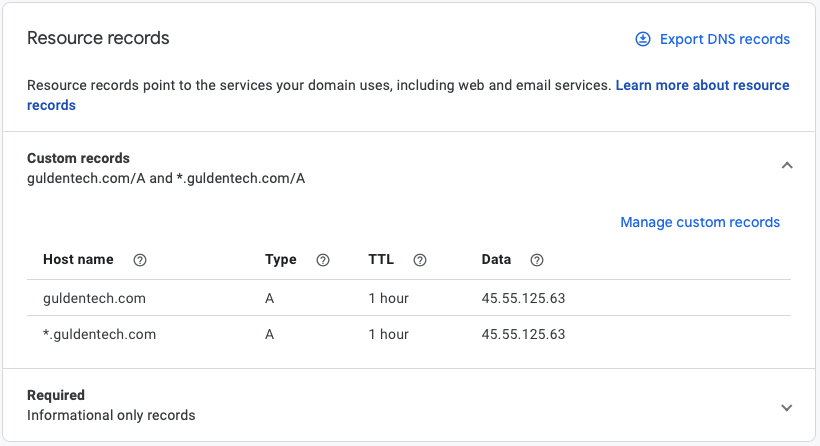 Resource records
Export DNS records
Resource records point to the services your domain uses, including web and email services. Learn more about resource
records
Custom records
guldentech.com/A and *.guldentech.com/A
Manage custom records
Host name Type TTL Data
guldentech.com A 1 hour 45.55.125.63
*.guldentech.com A 1 hour 45.55.125.63
Required
Informational only records